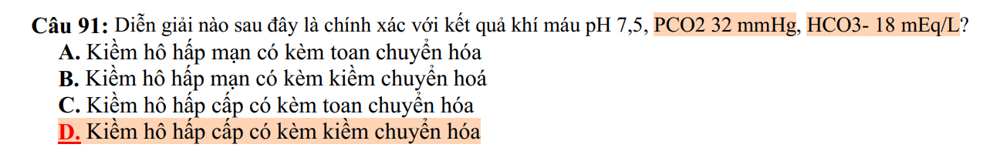 Câu 91: Diễn giải nào sau đây là chính xác với kết quả khí máu pH 7,5, PCO2 32 mmHg, HCO3- 18 mEq/L?
A. Kiềm hô hấp mạn có kèm toan chuyển hóa
B. Kiềm hô hấp mạn có kèm kiềm chuyển hoá
C. Kiềm hô hấp cấp có kèm toan chuyển hóa
D. Kiềm hô hấp cấp có kèm kiềm chuyển hóa